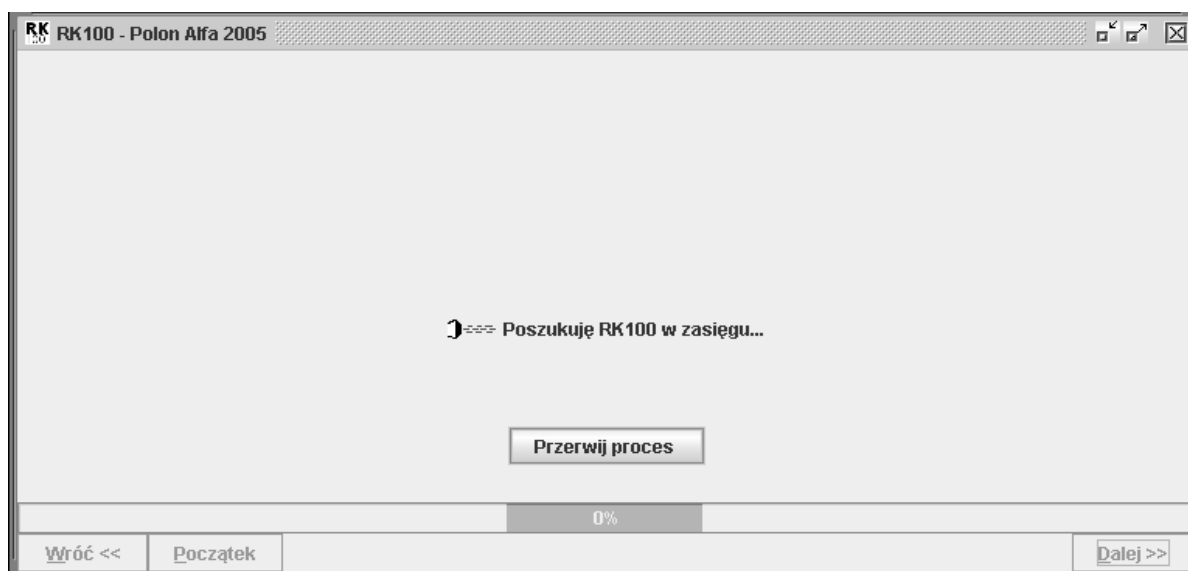 RK100 - Polon Alfa 2005
Poszukuję RK100 w zasięgu...
Przerwij proces
0%
Wróć << Początek Dalej >>